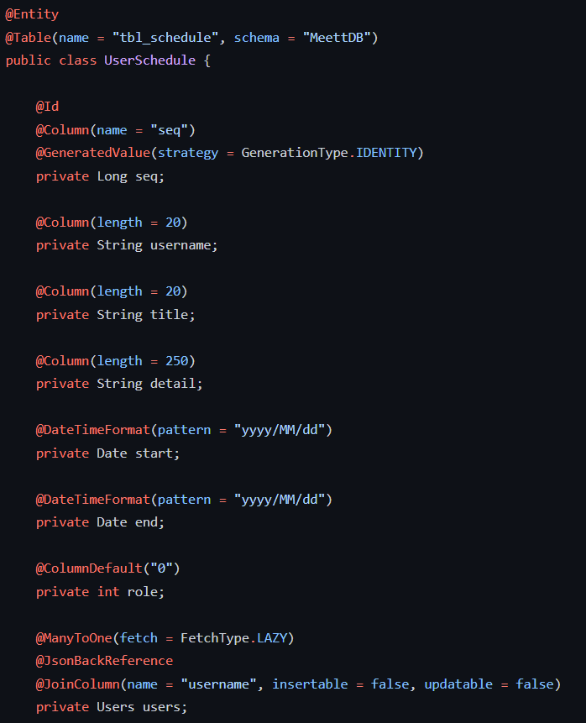 @Entity
@Table(name = "tbl_schedule", schema = "MeettDB")
public class UserSchedule {
@Id
@Column(name = "seq")
@GeneratedValue(strategy = GenerationType.IDENTITY)
private Long seq;
@Column(length = 20)
private String username;
@Column(length = 20)
private String title;
@Column(length = 250)
private String detail;
@DateTimeFormat(pattern = "yyyy/MM/dd")
private Date start;
@DateTimeFormat(pattern = "yyyy/MM/dd")
private Date end;
@ColumnDefault("0")
private int role;
@ManyToOne(fetch = FetchType.LAZY)
@JsonBackReference
@JoinColumn(name = "username", insertable = false, updatable = false)
private Users users;